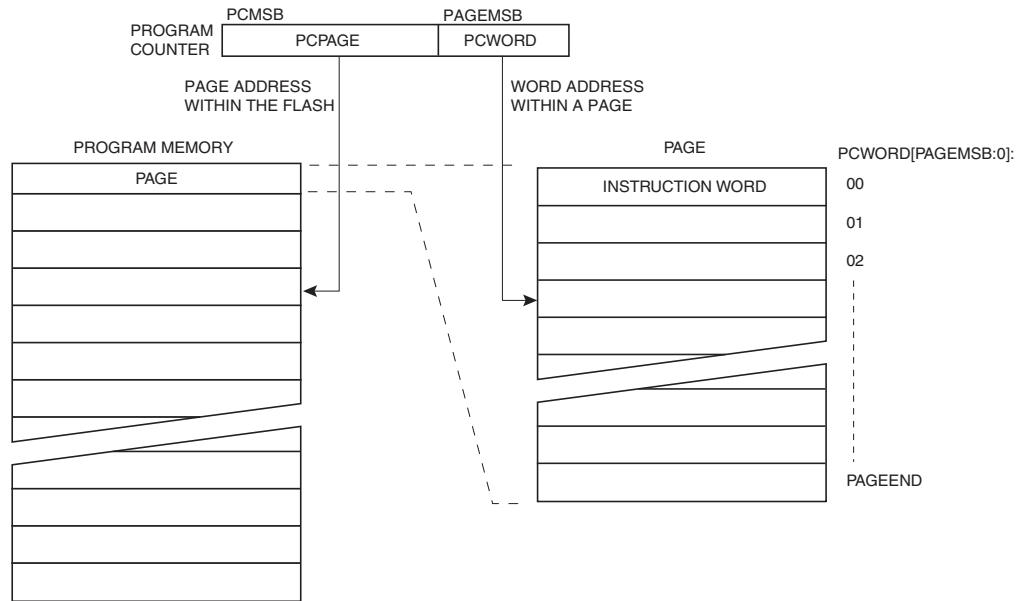 PCMSB
PAGEMSB
PROGRAM
COUNTER
PCPAGE
PCWORD
PAGE ADDRESS
WITHIN THE FLASH
WORD ADDRESS
WITHIN A PAGE
PROGRAM MEMORY
PAGE
PAGE
INSTRUCTION WORD
PCWORD[PAGEMSB:0]:
00
01
02
PAGEEND